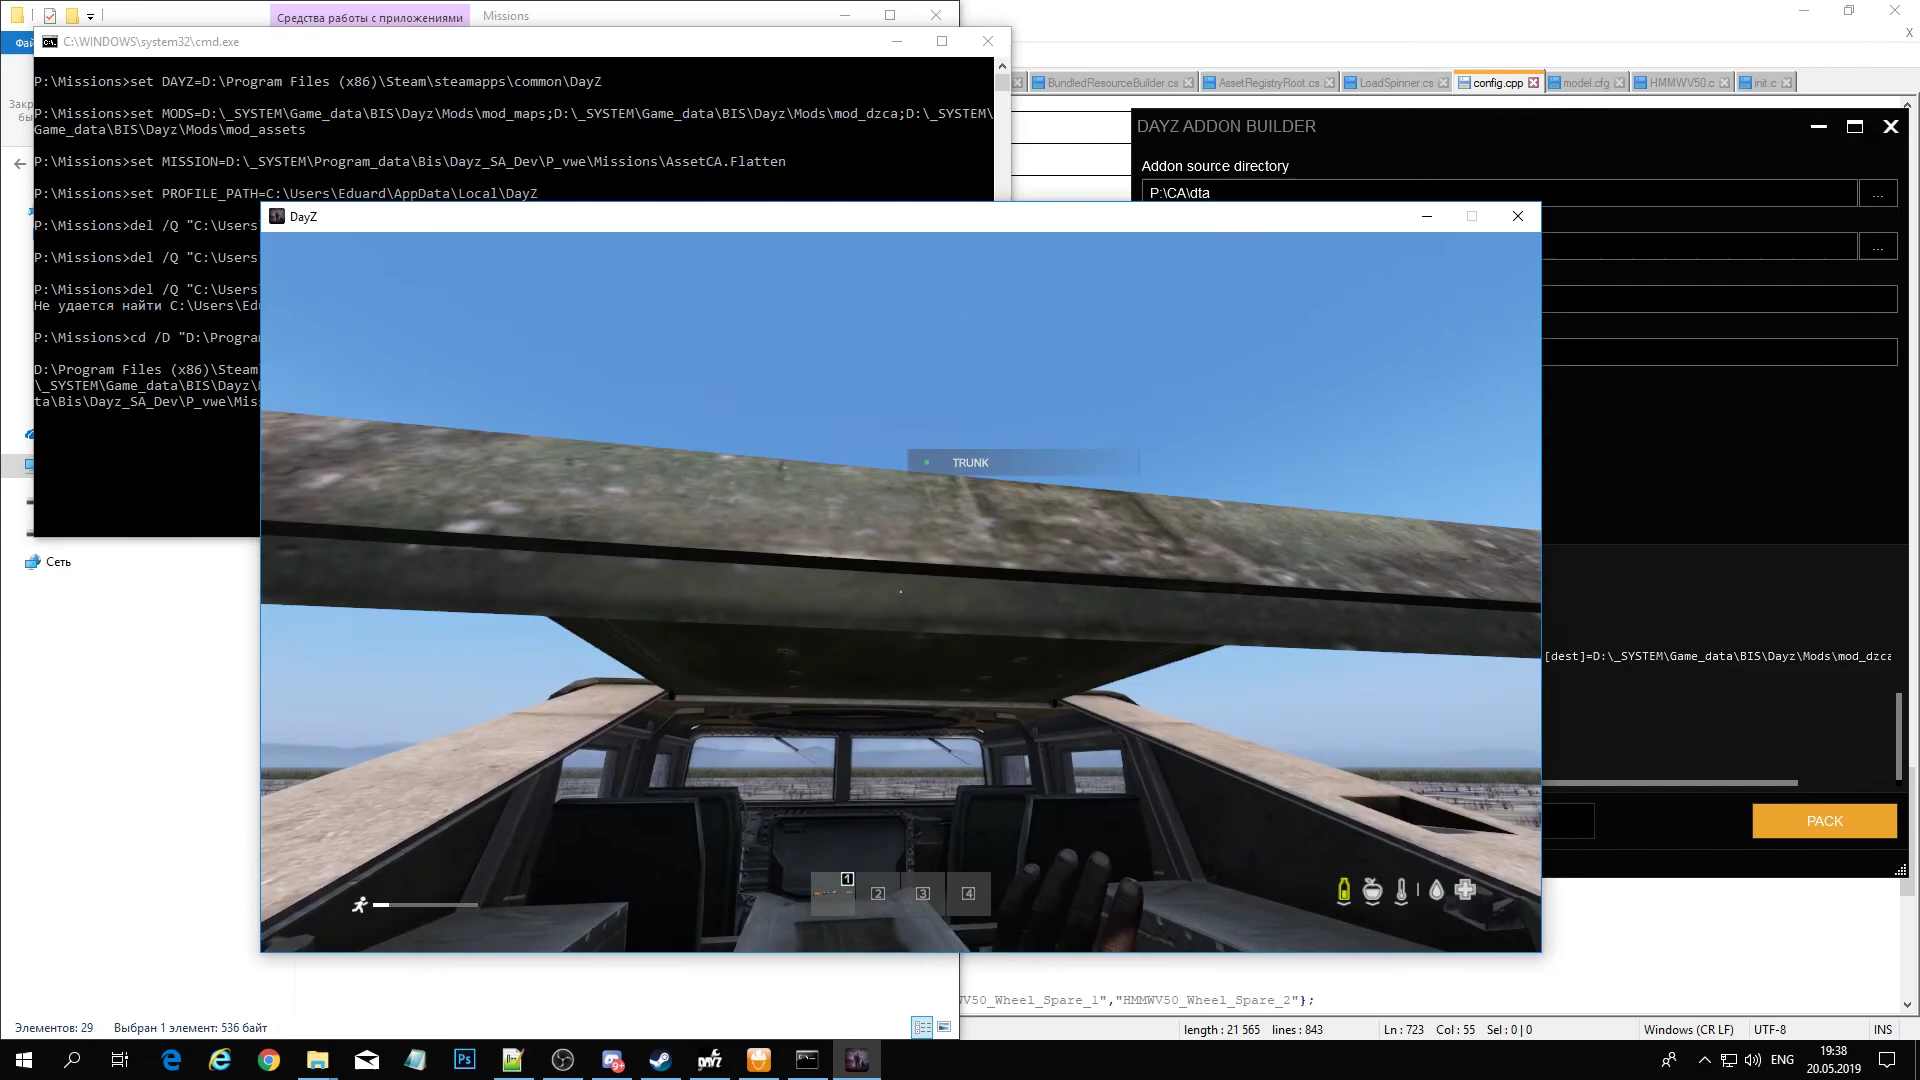 Средства работы с приложениями
Missions
Фай
C:\WINDOWS\system32\cmd.exe
P:\Missions>set DAYZ=D:\Program Files (x86)\Steam\steamapps\common\DayZ
P:\Missions>set MODS=D:\_SYSTEM\Game_data\BIS\Dayz\Mods\mod_maps;D:\_SYSTEM\Game_data\BIS\Dayz\Mods\mod_dzca;D:\_SYSTEM\
Game_data\BIS\Dayz\Mods\mod_assets
P:\Missions>set MISSION=D:\_SYSTEM\Program_data\Bis\Dayz_SA_Dev\P_vwe\Missions\AssetCA.Flatten
P:\Missions>set PROFILE_PATH=C:\Users\Eduard\AppData\Local\DayZ
P:\Missions>del /Q "C:\Users
P:\Missions>del /Q "C:\Users
P:\Missions>del /Q "C:\Users
Не удается найти C:\Users\Edu
P:\Missions>cd /D "D:\Progra
D:\Program Files (x86)\Steam
\_SYSTEM\Game_data\BIS\Dayz\
ta\Bis\Dayz_SA_Dev\P_vwe\Mis
Закр
бы
Сеть
BundledResourceBuilder.cs
AssetRegistryRoot.cs
LoadSpinner.cs
config.cpp
model.cfg
HMMWV50.c
init.c
X
DAYZ ADDON BUILDER
Addon source directory
P:\CA\dta
...
...
DayZ
TRUNK
1
2
3
4
[dest]=D:\_SYSTEM\Game_data\BIS\Dayz\Mods\mod_dzca
PACK
WV50_Wheel_Spare_1","HMMWV50_Wheel_Spare_2"};
Элементов: 29
Выбран 1 элемент: 536 байт
length : 21 565
lines : 843
Ln : 723
Col : 55
Sel : 0 | 0
Windows (CR LF)
UTF-8
INS
Ps
9+
DAYZ
ENG
19:38
20.05.2019